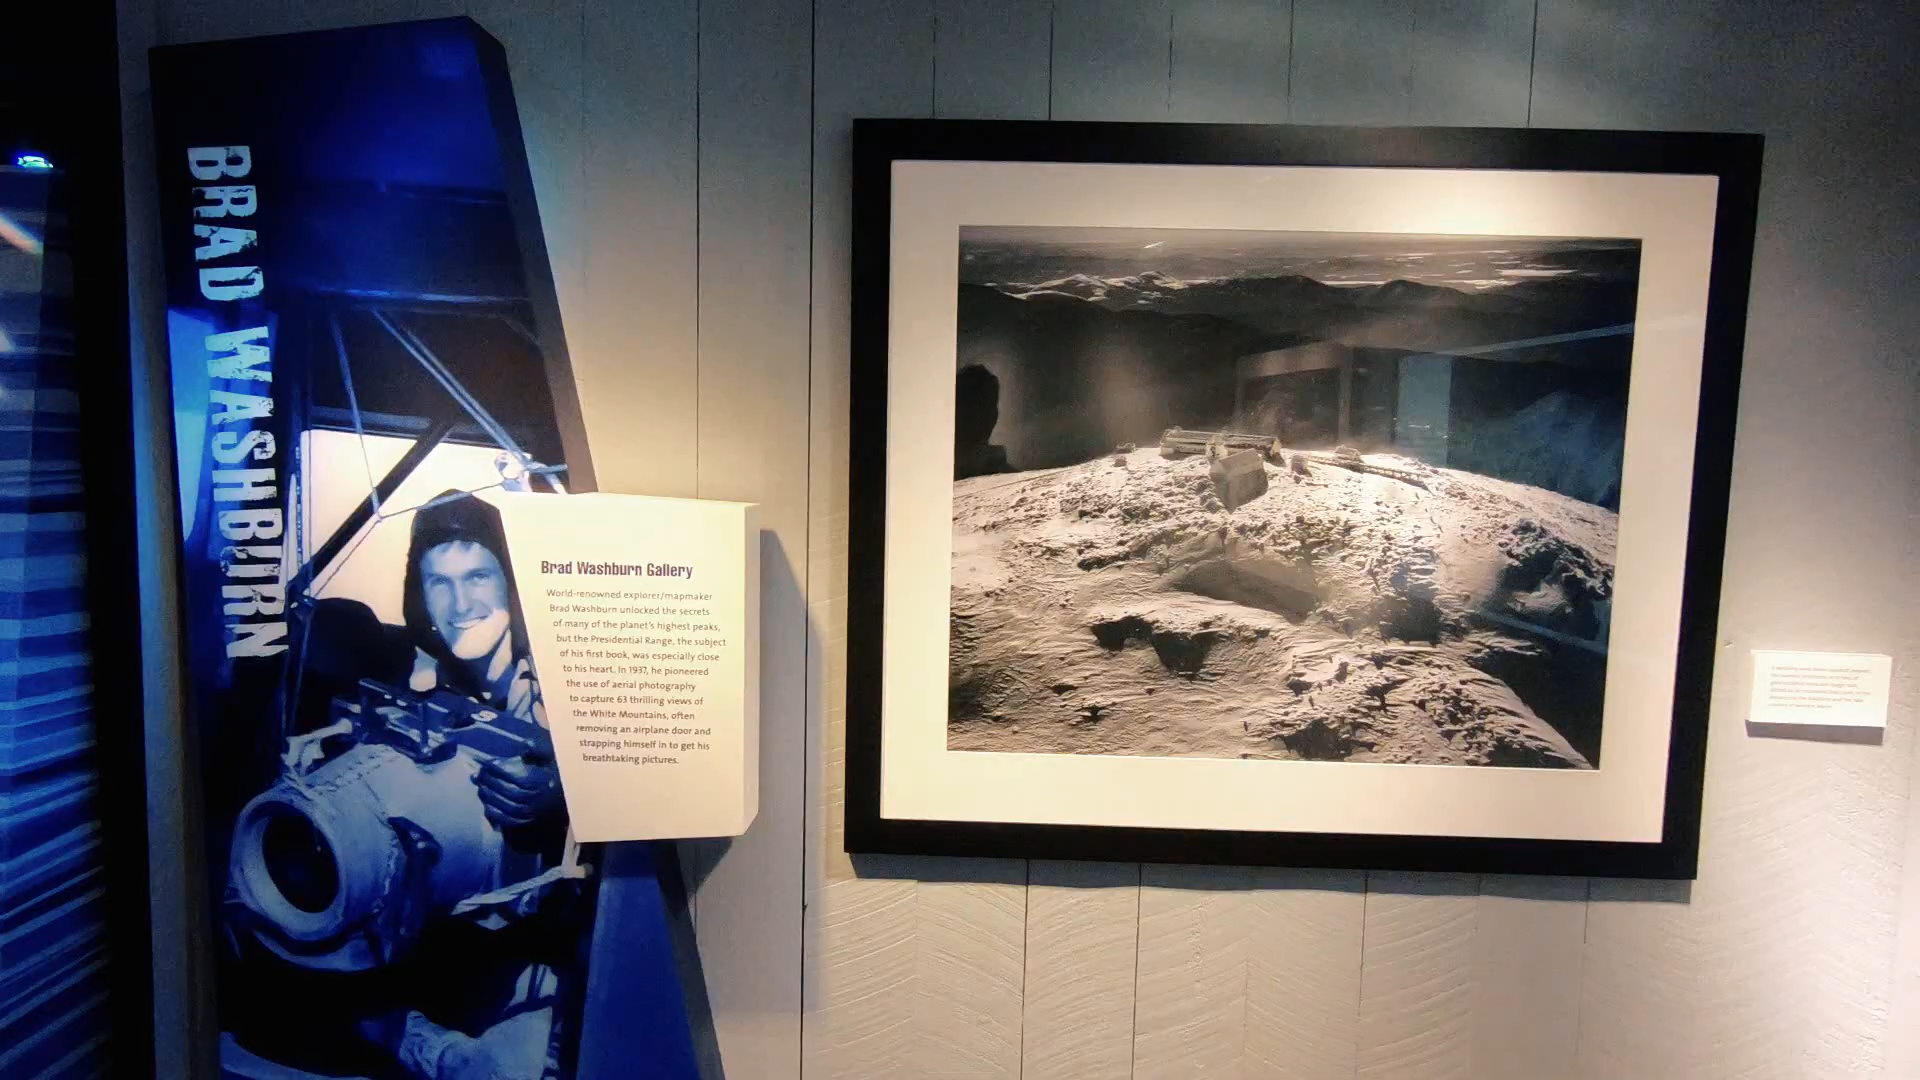 BRAD WASHBURN
Brad Washburn Gallery
World-renowned explorer/mapmaker
Brad Washburn unlocked the secrets
of many of the planet's highest peaks,
but the Presidential Range, the subject
of his first book, was especially close
to his heart. In 1937, he pioneered
the use of aerial photography
to capture 63 thrilling views of
the White Mountains, often
removing an airplane door and
strapping himself in to get his
breathtaking pictures.